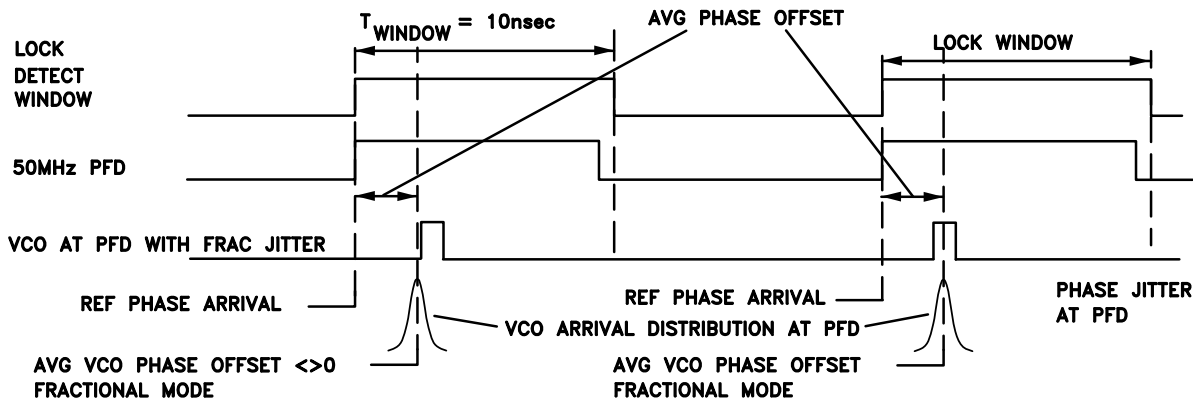 T WINDOW = 10nsec
AVG PHASE OFFSET
LOCK
DETECT
WINDOW
LOCK WINDOW
50MHz PFD
VCO AT PFD WITH FRAC JITTER
REF PHASE ARRIVAL
REF PHASE ARRIVAL
PHASE JITTER
AT PFD
VCO ARRIVAL DISTRIBUTION AT PFD
AVG VCO PHASE OFFSET <>0
FRACTIONAL MODE
AVG VCO PHASE OFFSET
FRACTIONAL MODE